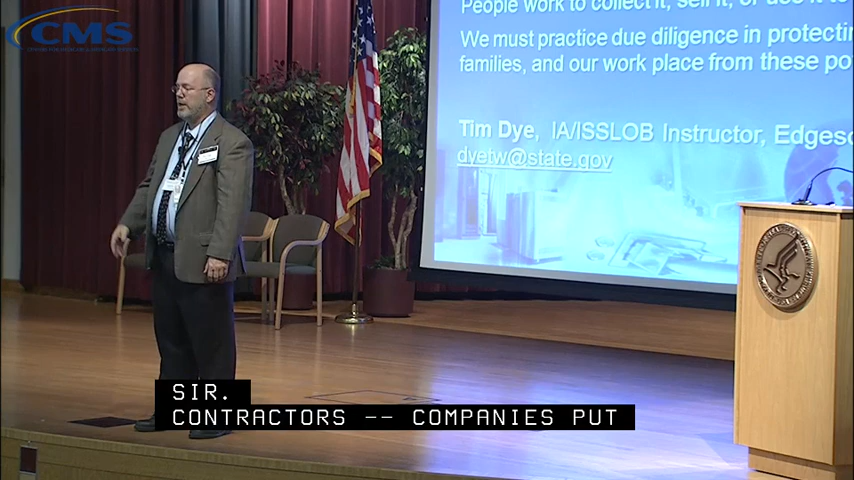 CMS
People work to collect it, sell it, or use it to
We must practice due diligence in protectin
families, and our work place from these po
Tim Dye, IA/ISSLOB Instructor, Edgesc
dyetw@state.gov
SIR.
CONTRACTORS -- COMPANIES PUT